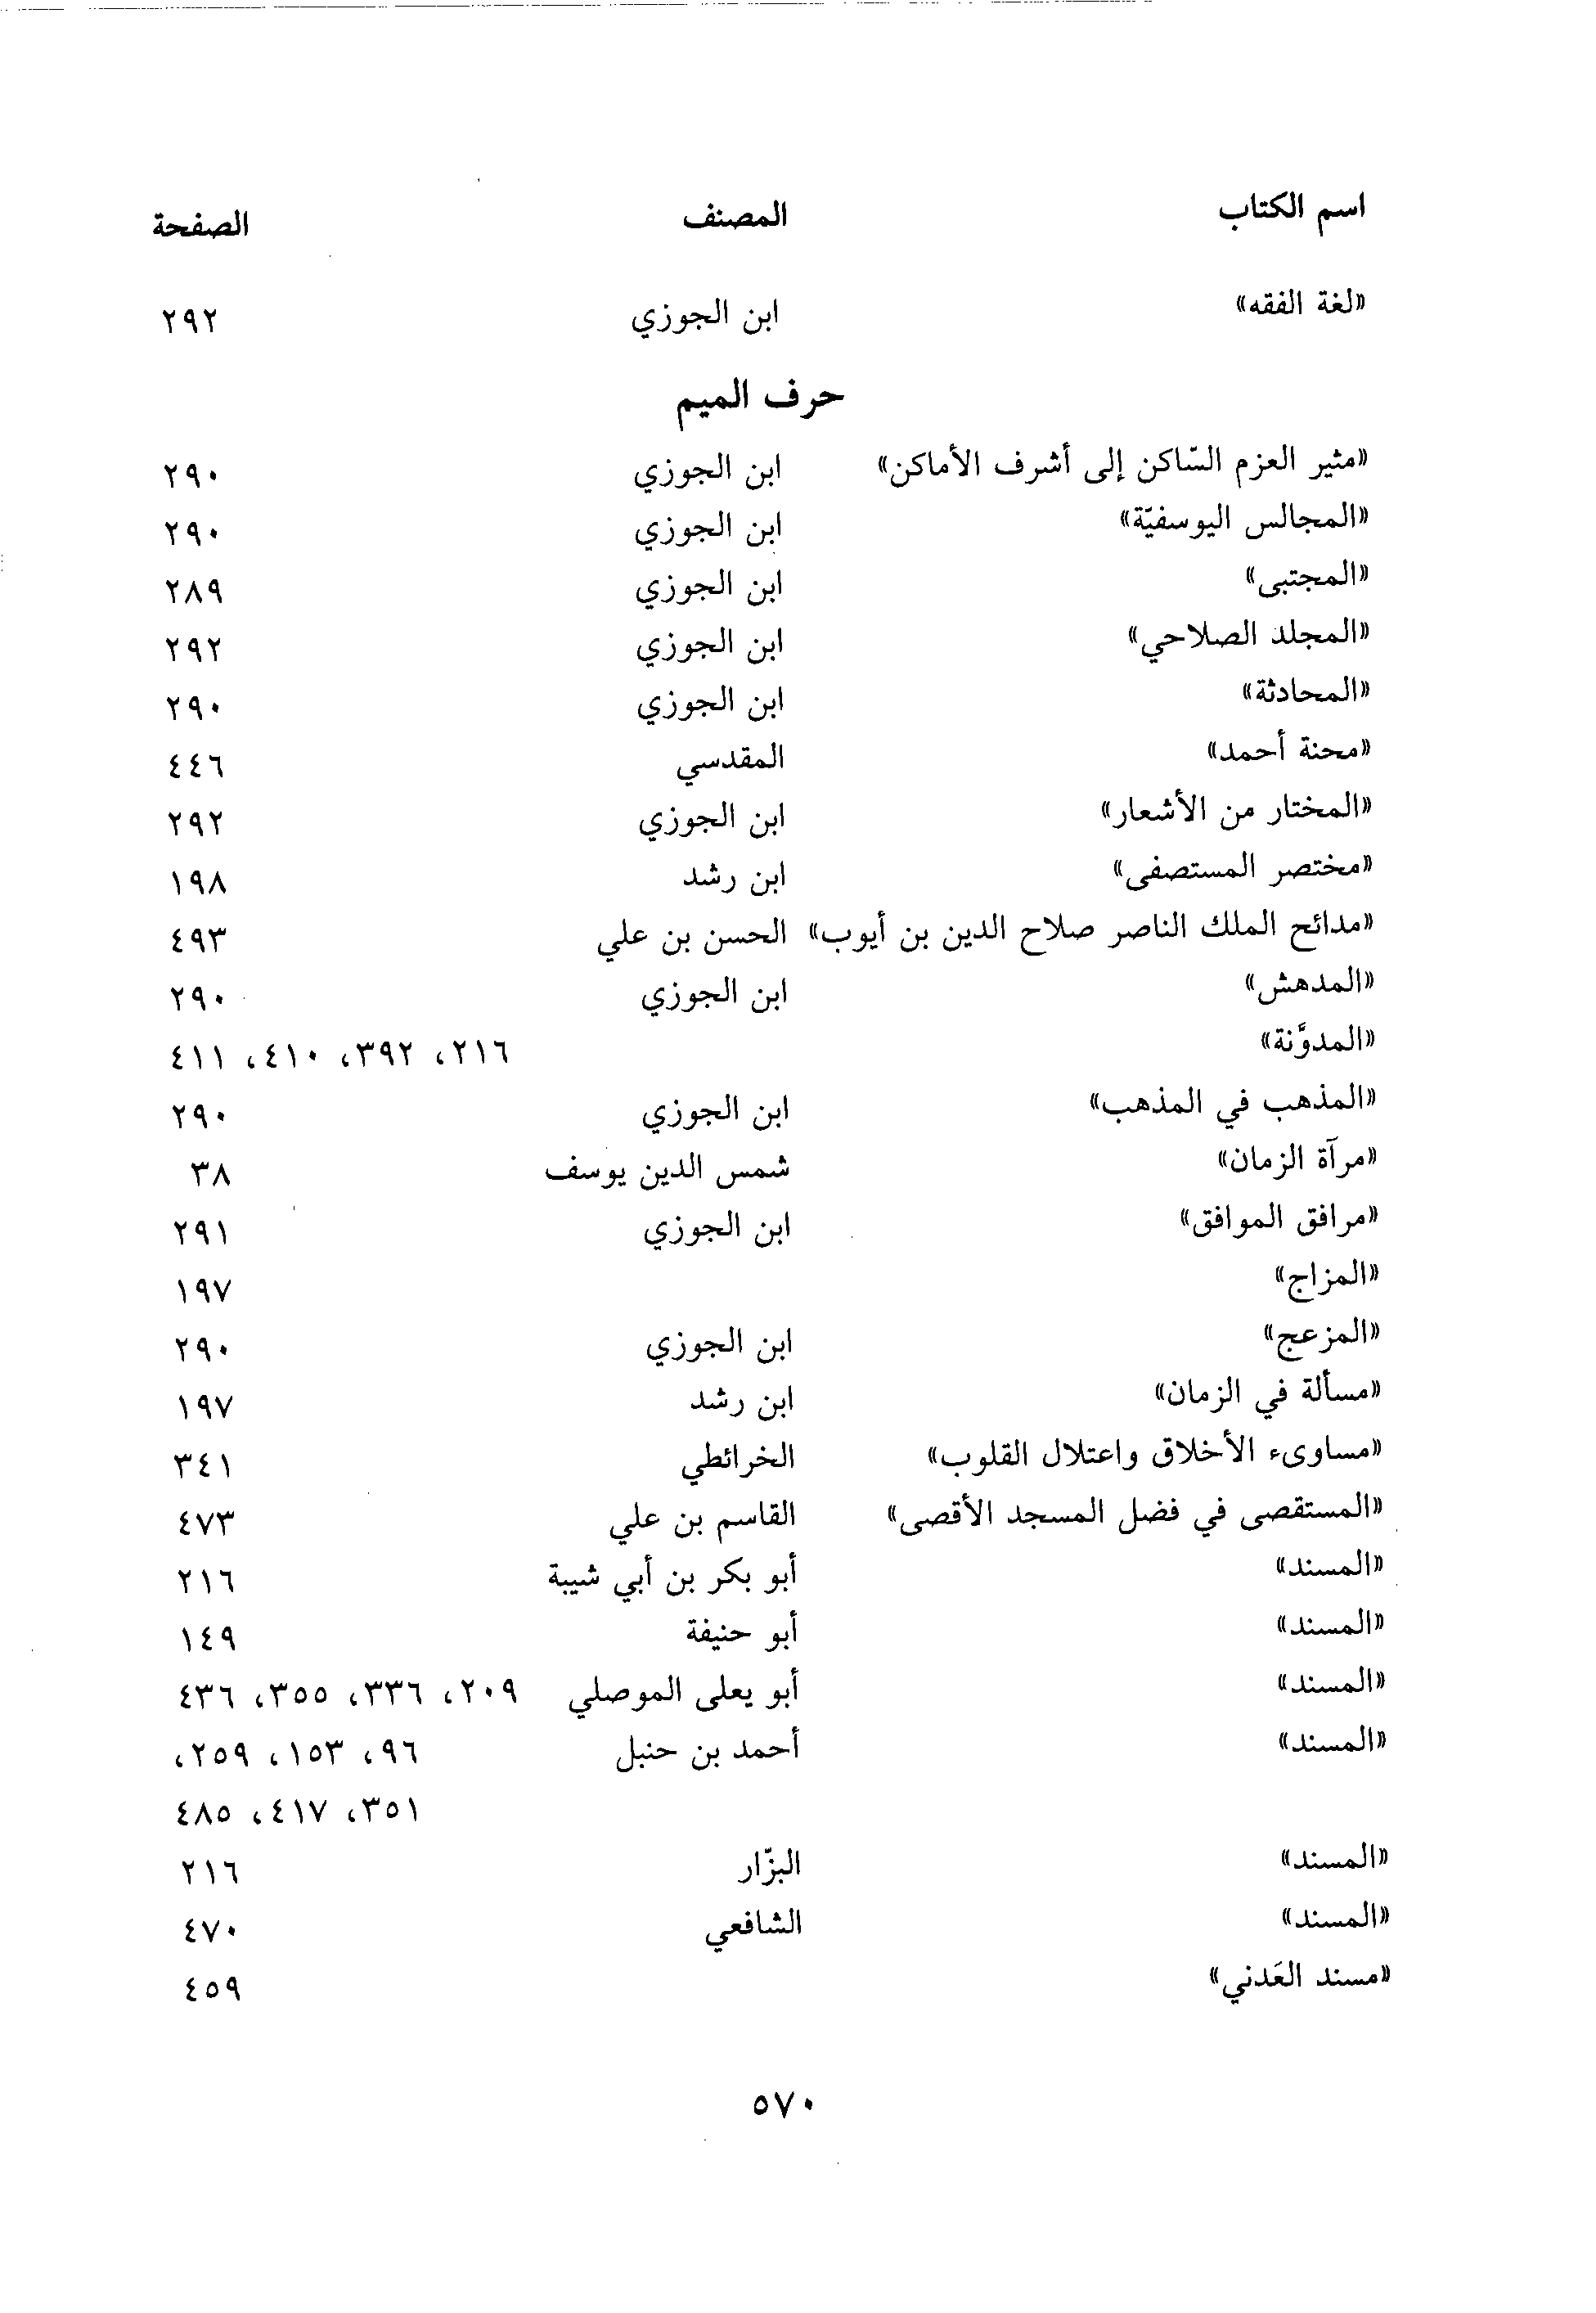 اسم الكتاب المصنف الصفحة
«لغة الفقه» ابن الجوزي ٢٩٢
حرف الميم
«مثير العزم السّاكن إلى أشرف الأماكن» ابن الجوزي ٢٩٠
«المجالس اليوسفيّة» ابن الجوزي ٢٩٠
«المجتبى» ابن الجوزي ٢٨٩
«المجلد الصلاحي» ابن الجوزي ٢٩٢
«المحادثة» ابن الجوزي ٢٩٠
«محنة أحمد» المقدسي ٤٤٦
«المختار من الأشعار» ابن الجوزي ٢٩٢
«مختصر المستصفى» ابن رشد ١٩٨
«مدائح الملك الناصر صلاح الدين بن أيوب» الحسن بن علي ٤٩٣
«المدهش» ابن الجوزي ٢٩٠
«المدوَّنة» ٢١٦، ٣٩٢، ٤١٠، ٤١١
«المذهب في المذهب» ابن الجوزي ٢٩٠
«مرآة الزمان» شمس الدين يوسف ٣٨
«مرافق الموافق» ابن الجوزي ٢٩١
«المزاج» ١٩٧
«المزعج» ابن الجوزي ٢٩٠
«مسألة في الزمان» ابن رشد ١٩٧
«مساوىء الأخلاق واعتلال القلوب» الخرائطي ٣٤١
«المستقصى في فضل المسجد الأقصى» القاسم بن علي ٤٧٣
«المسند» أبو بكر بن أبي شيبة ٢١٦
«المسند» أبو حنيفة ١٤٩
«المسند» أبو يعلى الموصلي ٢٠٩، ٣٣٦، ٣٥٥، ٤٣٦
«المسند» أحمد بن حنبل ٩٦، ١٥٣، ٢٥٩،
٣٥١، ٤١٧، ٤٨٥
«المسند» البزّار ٢١٦
«المسند» الشافعي ٤٧٠
«مسند العَدني» ٤٥٩
٥٧٠